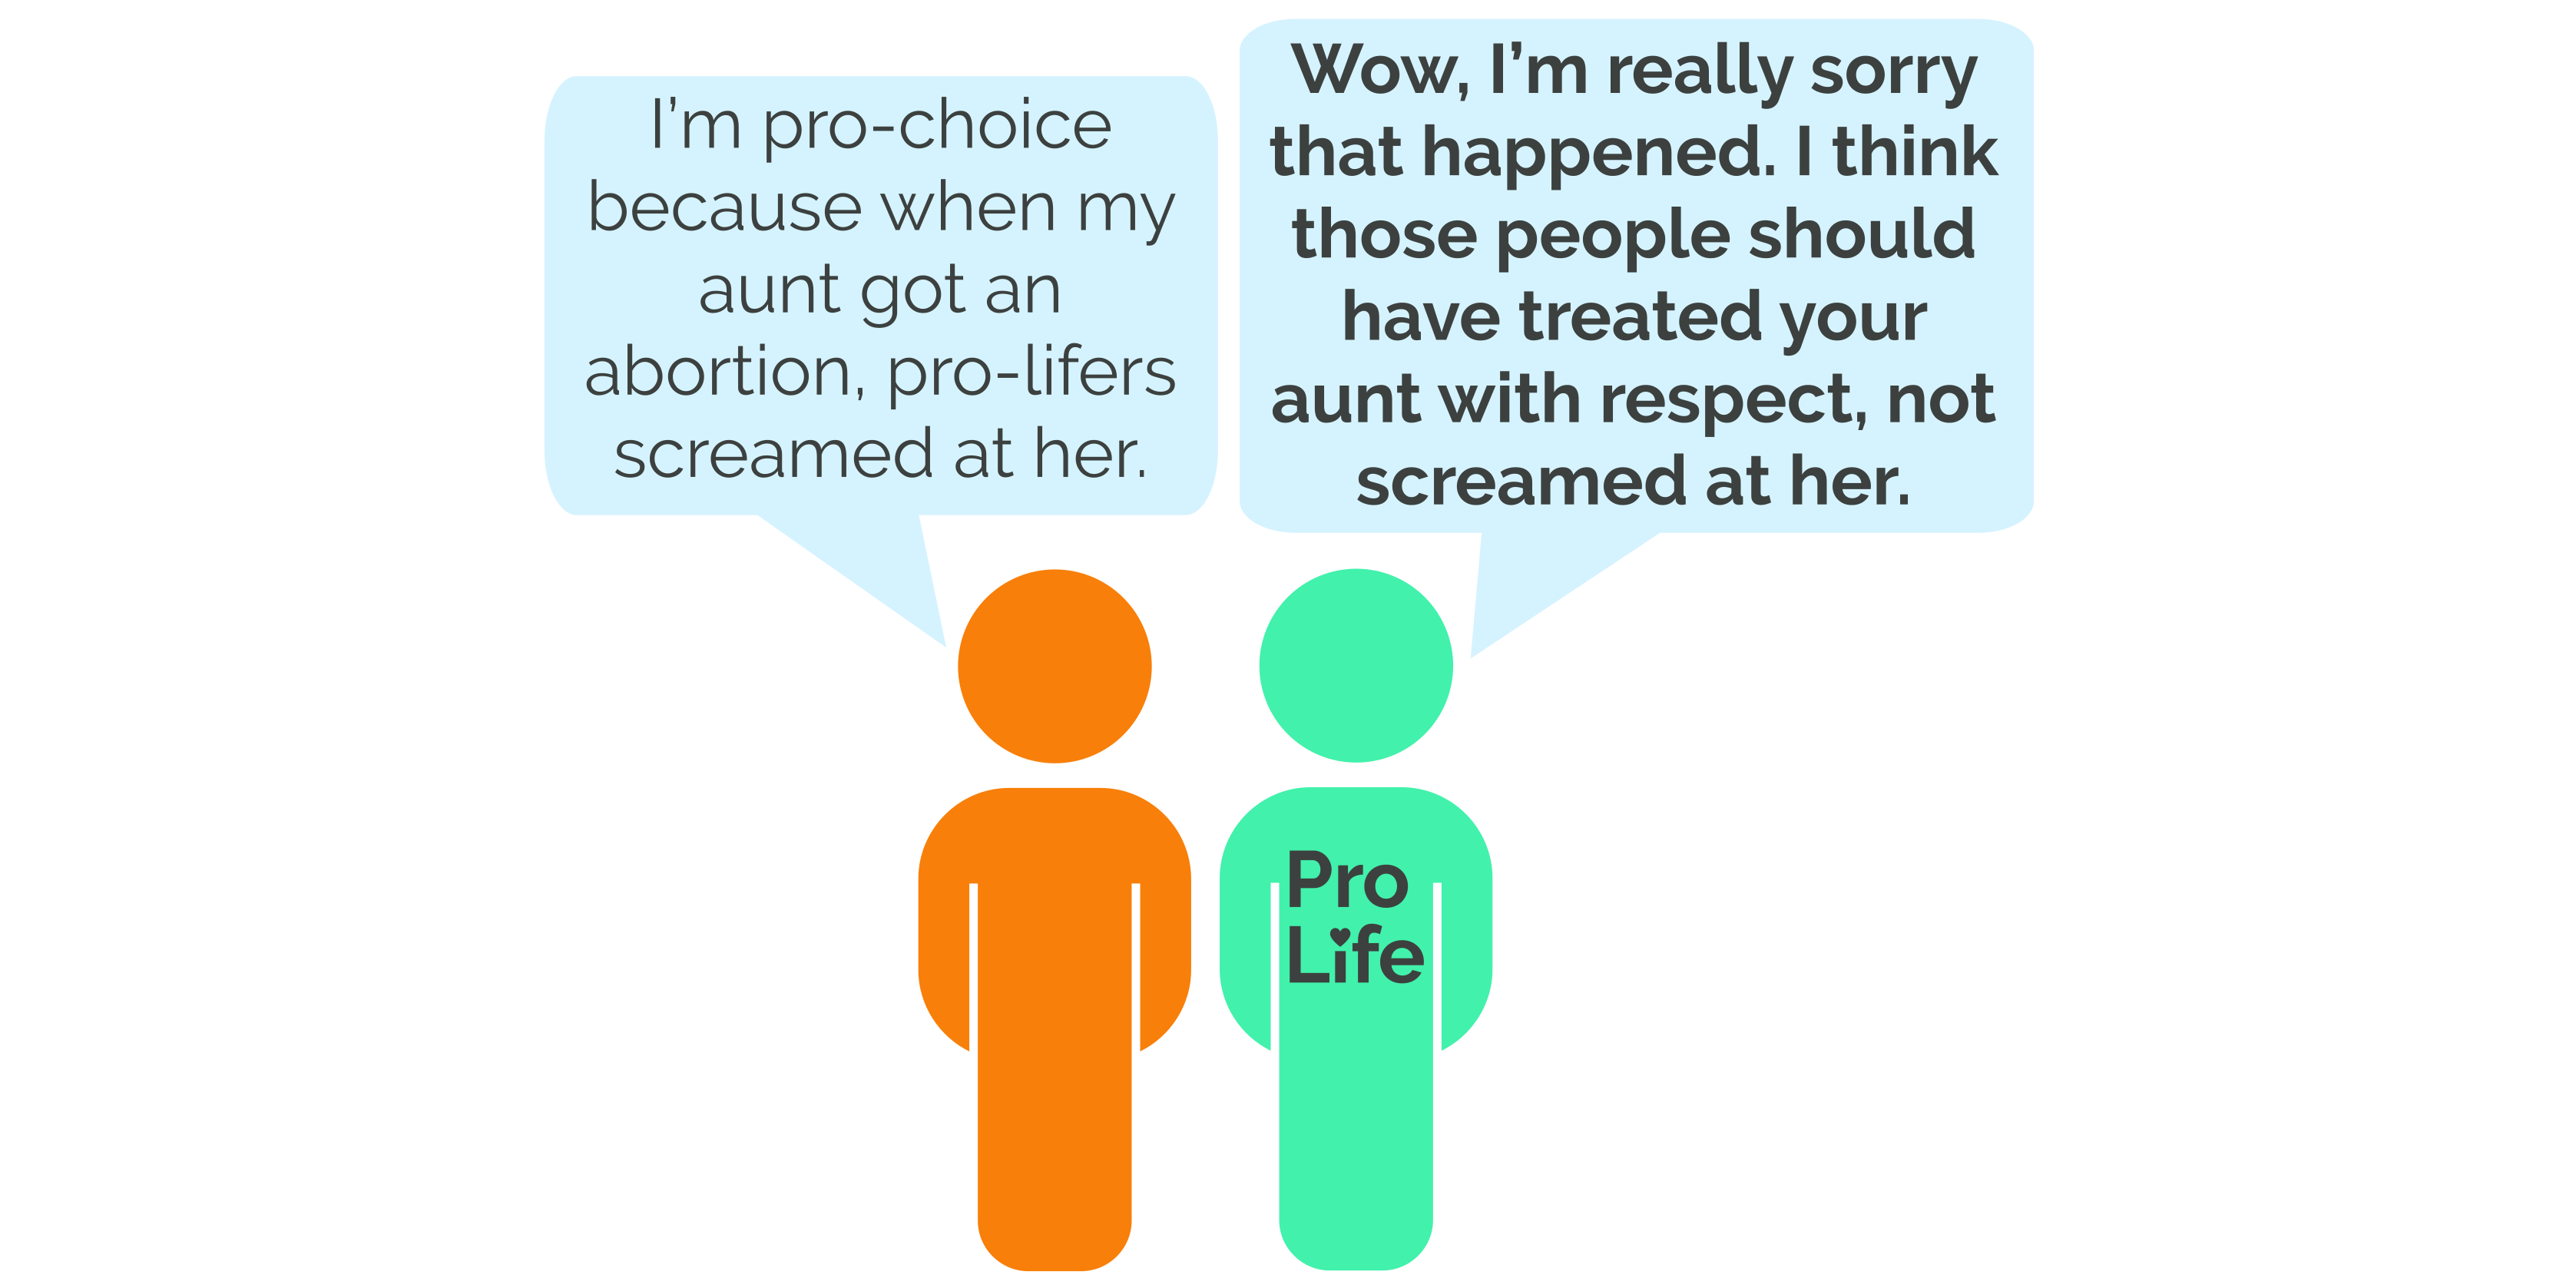 I’m pro-choice
because when my
aunt got an
abortion, pro-lifers
screamed at her.
Wow, I’m really sorry
that happened. I think
those people should
have treated your
aunt with respect, not
screamed at her.
Pro
Life